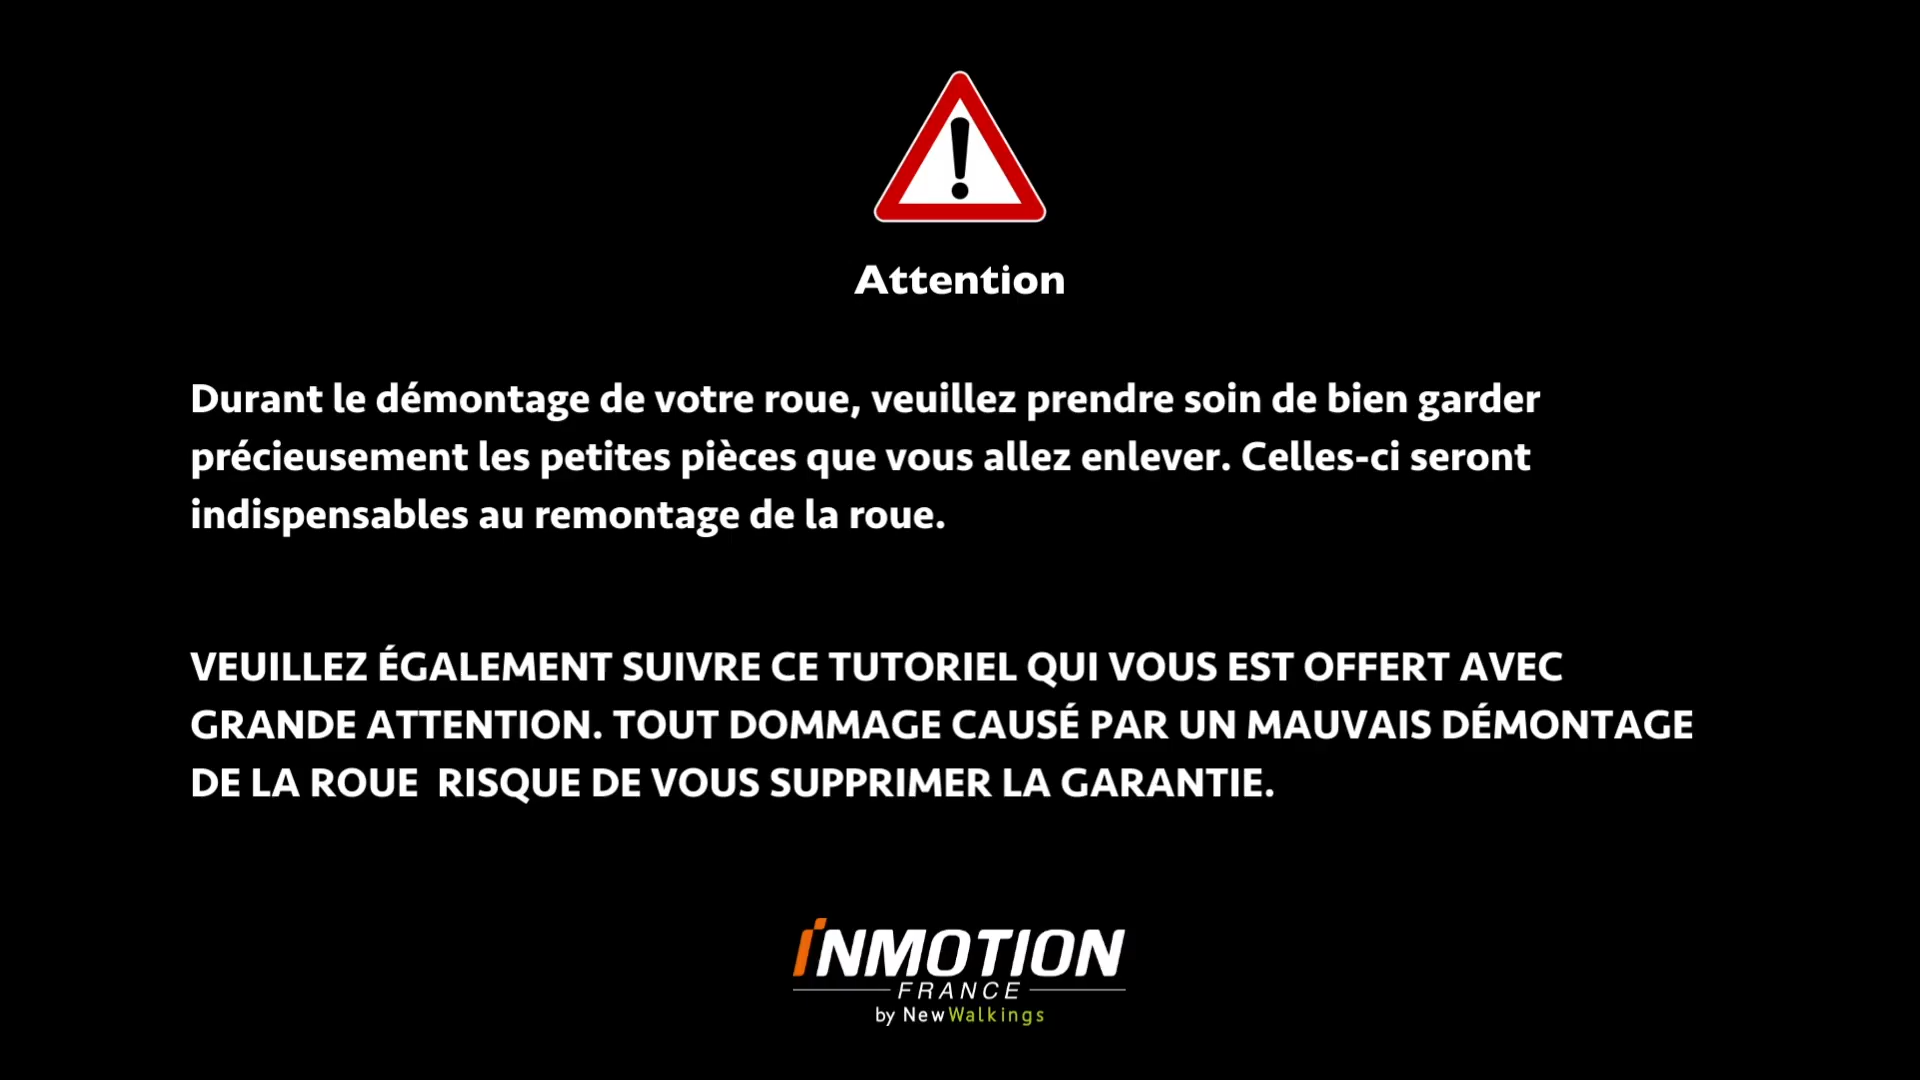 Attention
Durant le démontage de votre roue, veuillez prendre soin de bien garder
précieusement les petites pièces que vous allez enlever. Celles-ci seront
indispensables au remontage de la roue.
VEUILLEZ ÉGALEMENT SUIVRE CE TUTORIEL QUI VOUS EST OFFERT AVEC
GRANDE ATTENTION. TOUT DOMMAGE CAUSÉ PAR UN MAUVAIS DÉMONTAGE
DE LA ROUE  RISQUE DE VOUS SUPPRIMER LA GARANTIE.
INMOTION
FRANCE
by NewWalkings